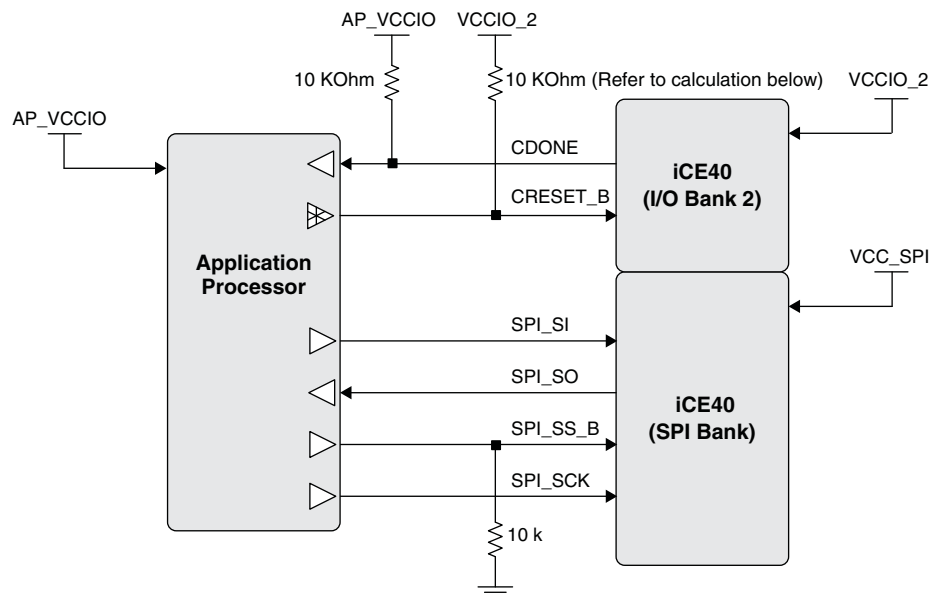 AP_VCCIO VCCIO_2
10 KOhm 10 KOhm (Refer to calculation below)
VCCIO_2
AP_VCCIO
CDONE
iCE40
(I/O Bank 2)
CRESET_B
Application
Processor
VCC_SPI
SPI_SI
SPI_SO
iCE40
(SPI Bank)
SPI_SS_B
SPI_SCK
10 k